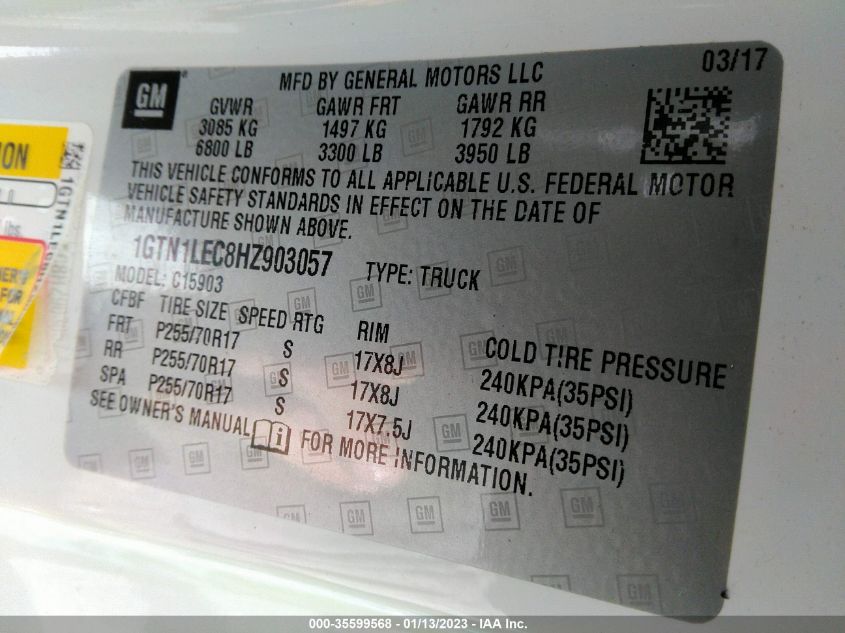 GM
MFD BY GENERAL MOTORS LLC
03/17
GVWR GAWR FRT GAWR RR
3085 KG 1497 KG 1792 KG
6800 LB 3300 LB 3950 LB
THIS VEHICLE CONFORMS TO ALL APPLICABLE U.S. FEDERAL MOTOR
VEHICLE SAFETY STANDARDS IN EFFECT ON THE DATE OF
MANUFACTURE SHOWN ABOVE.
1GTN1LEC8HZ903057 TYPE: TRUCK
MODEL: C15903
CFBF TIRE SIZE SPEED RTG RIM COLD TIRE PRESSURE
FRT P255/70R17 S 17X8J 240KPA(35PSI)
RR P255/70R17 S 17X8J 240KPA(35PSI)
SPA P255/70R17 S 17X7.5J 240KPA(35PSI)
SEE OWNER'S MANUAL FOR MORE INFORMATION.
ION
lbs.
ER'S
FOR
000-35599568 - 01/13/2023 - IAA Inc.